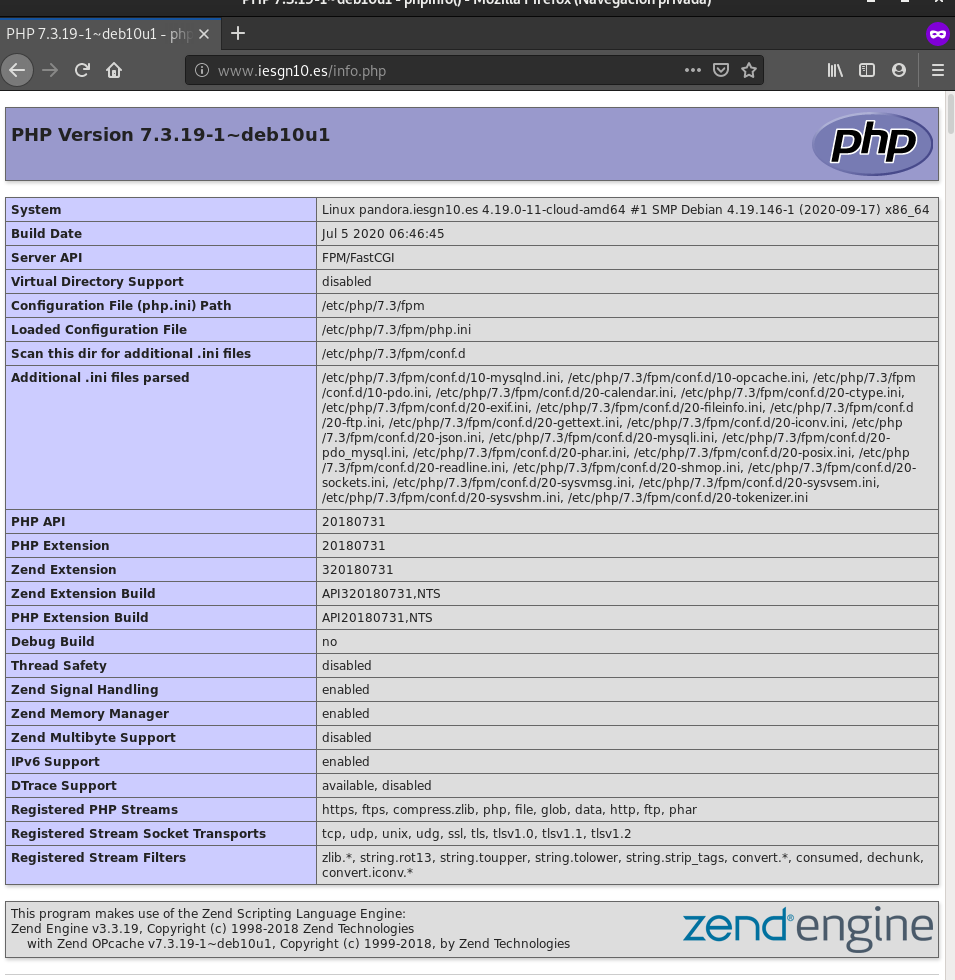 PHP 7.3.19-1~deb10u1 - phpinfo() - Mozilla Firefox (Navegación privada)
PHP 7.3.19-1~deb10u1 - php
www.iesgn10.es/info.php
PHP Version 7.3.19-1~deb10u1
php
System Linux pandora.iesgn10.es 4.19.0-11-cloud-amd64 #1 SMP Debian 4.19.146-1 (2020-09-17) x86_64
Build Date Jul 5 2020 06:46:45
Server API FPM/FastCGI
Virtual Directory Support disabled
Configuration File (php.ini) Path /etc/php/7.3/fpm
Loaded Configuration File /etc/php/7.3/fpm/php.ini
Scan this dir for additional .ini files /etc/php/7.3/fpm/conf.d
Additional .ini files parsed /etc/php/7.3/fpm/conf.d/10-mysqlnd.ini, /etc/php/7.3/fpm/conf.d/10-opcache.ini, /etc/php/7.3/fpm
/conf.d/10-pdo.ini, /etc/php/7.3/fpm/conf.d/20-calendar.ini, /etc/php/7.3/fpm/conf.d/20-ctype.ini,
/etc/php/7.3/fpm/conf.d/20-exif.ini, /etc/php/7.3/fpm/conf.d/20-fileinfo.ini, /etc/php/7.3/fpm/conf.d
/20-ftp.ini, /etc/php/7.3/fpm/conf.d/20-gettext.ini, /etc/php/7.3/fpm/conf.d/20-iconv.ini, /etc/php
/7.3/fpm/conf.d/20-json.ini, /etc/php/7.3/fpm/conf.d/20-mysqli.ini, /etc/php/7.3/fpm/conf.d/20-
pdo_mysql.ini, /etc/php/7.3/fpm/conf.d/20-phar.ini, /etc/php/7.3/fpm/conf.d/20-posix.ini, /etc/php
/7.3/fpm/conf.d/20-readline.ini, /etc/php/7.3/fpm/conf.d/20-shmop.ini, /etc/php/7.3/fpm/conf.d/20-
sockets.ini, /etc/php/7.3/fpm/conf.d/20-sysvmsg.ini, /etc/php/7.3/fpm/conf.d/20-sysvsem.ini,
/etc/php/7.3/fpm/conf.d/20-sysvshm.ini, /etc/php/7.3/fpm/conf.d/20-tokenizer.ini
PHP API 20180731
PHP Extension 20180731
Zend Extension 320180731
Zend Extension Build API320180731,NTS
PHP Extension Build API20180731,NTS
Debug Build no
Thread Safety disabled
Zend Signal Handling enabled
Zend Memory Manager enabled
Zend Multibyte Support disabled
IPv6 Support enabled
DTrace Support available, disabled
Registered PHP Streams https, ftps, compress.zlib, php, file, glob, data, http, ftp, phar
Registered Stream Socket Transports tcp, udp, unix, udg, ssl, tls, tlsv1.0, tlsv1.1, tlsv1.2
Registered Stream Filters zlib.*, string.rot13, string.toupper, string.tolower, string.strip_tags, convert.*, consumed, dechunk,
convert.iconv.*
This program makes use of the Zend Scripting Language Engine:
Zend Engine v3.3.19, Copyright (c) 1998-2018 Zend Technologies
with Zend OPcache v7.3.19-1~deb10u1, Copyright (c) 1999-2018, by Zend Technologies
zend® engine